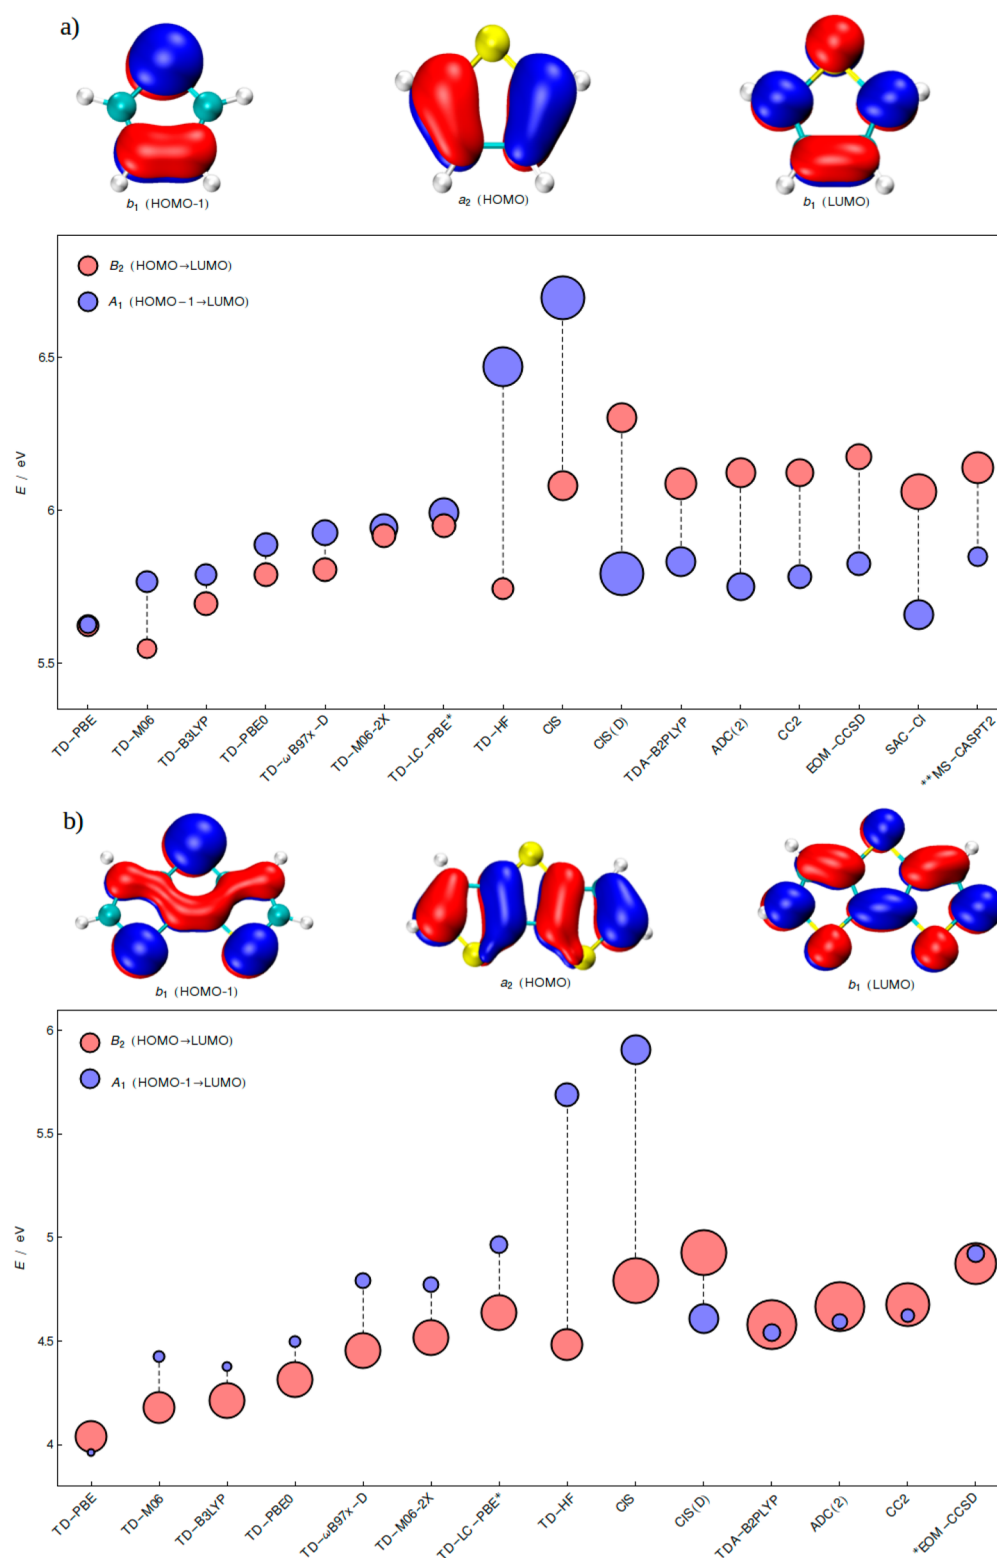 a)
b₁ (HOMO-1)
a₂ (HOMO)
b₁ (LUMO)
B₂ (HOMO→LUMO)
A₁ (HOMO−1→LUMO)
6.5
6
5.5
E / eV
TD−PBE
TD−M06
TD−B3LYP
TD−PBE0
TD−ωB97x−D
TD−M06-2X
TD−LC−PBE*
TD−HF
CIS
CIS(D)
TDA−B2PLYP
ADC(2)
CC2
EOM−CCSD
SAC−CI
**MS−CASPT2
b)
b₁ (HOMO-1)
a₂ (HOMO)
b₁ (LUMO)
B₂ (HOMO→LUMO)
A₁ (HOMO-1→LUMO)
6
5.5
5
4.5
4
E / eV
TD−PBE
TD−M06
TD−B3LYP
TD−PBE0
TD−ωB97x−D
TD−M06−2X
TD−LC−PBE*
TD−HF
CIS
CIS(D)
TDA−B2PLYP
ADC(2)
CC2
*EOM−CCSD